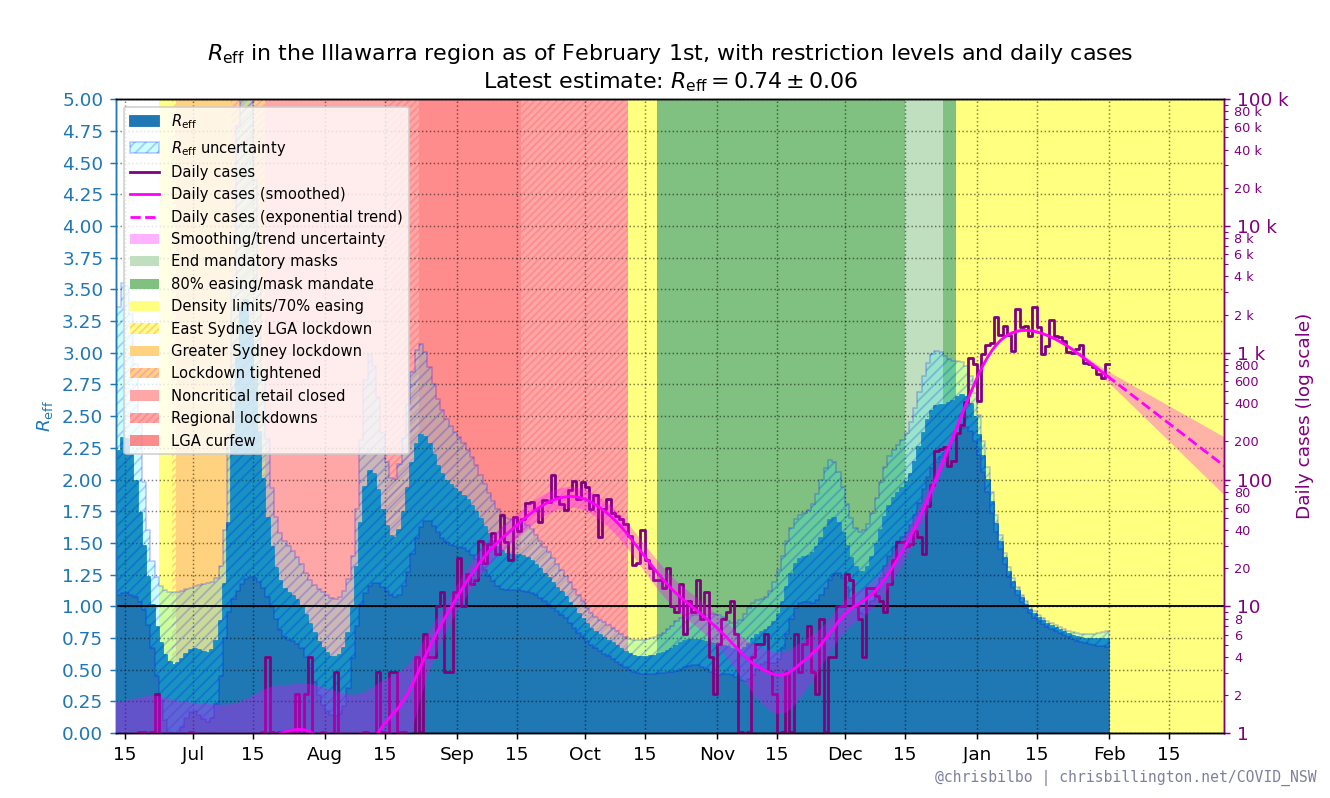 R_eff in the Illawarra region as of February 1st, with restriction levels and daily cases
Latest estimate: R_eff = 0.74 ± 0.06
5.00
4.75
4.50
4.25
4.00
3.75
3.50
3.25
3.00
2.75
2.50
2.25
2.00
1.75
1.50
1.25
1.00
0.75
0.50
0.25
0.00
R_eff
R_eff
R_eff uncertainty
Daily cases
Daily cases (smoothed)
Daily cases (exponential trend)
Smoothing/trend uncertainty
End mandatory masks
80% easing/mask mandate
Density limits/70% easing
East Sydney LGA lockdown
Greater Sydney lockdown
Lockdown tightened
Noncritical retail closed
Regional lockdowns
LGA curfew
100 k
80 k
60 k
40 k
20 k
10 k
8 k
6 k
4 k
2 k
1 k
800
600
400
200
100
80
60
40
20
10
8
6
4
2
1
Daily cases (log scale)
15 Jul 15 Aug 15 Sep 15 Oct 15 Nov 15 Dec 15 Jan 15 Feb 15
@chrisbilbo | chrisbillington.net/COVID_NSW